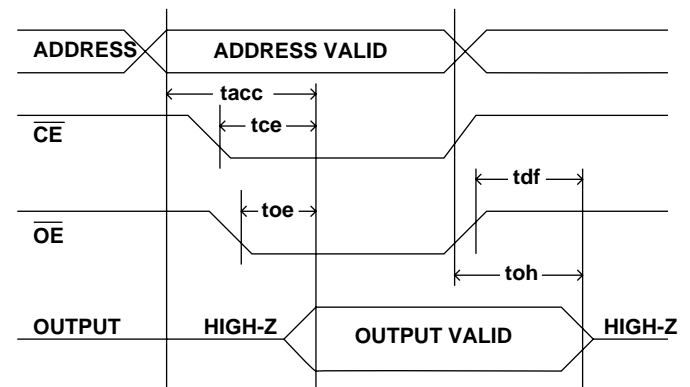 ADDRESS ADDRESS VALID
tacc
CE tce
tdf
OE toe
toh
OUTPUT HIGH-Z OUTPUT VALID HIGH-Z